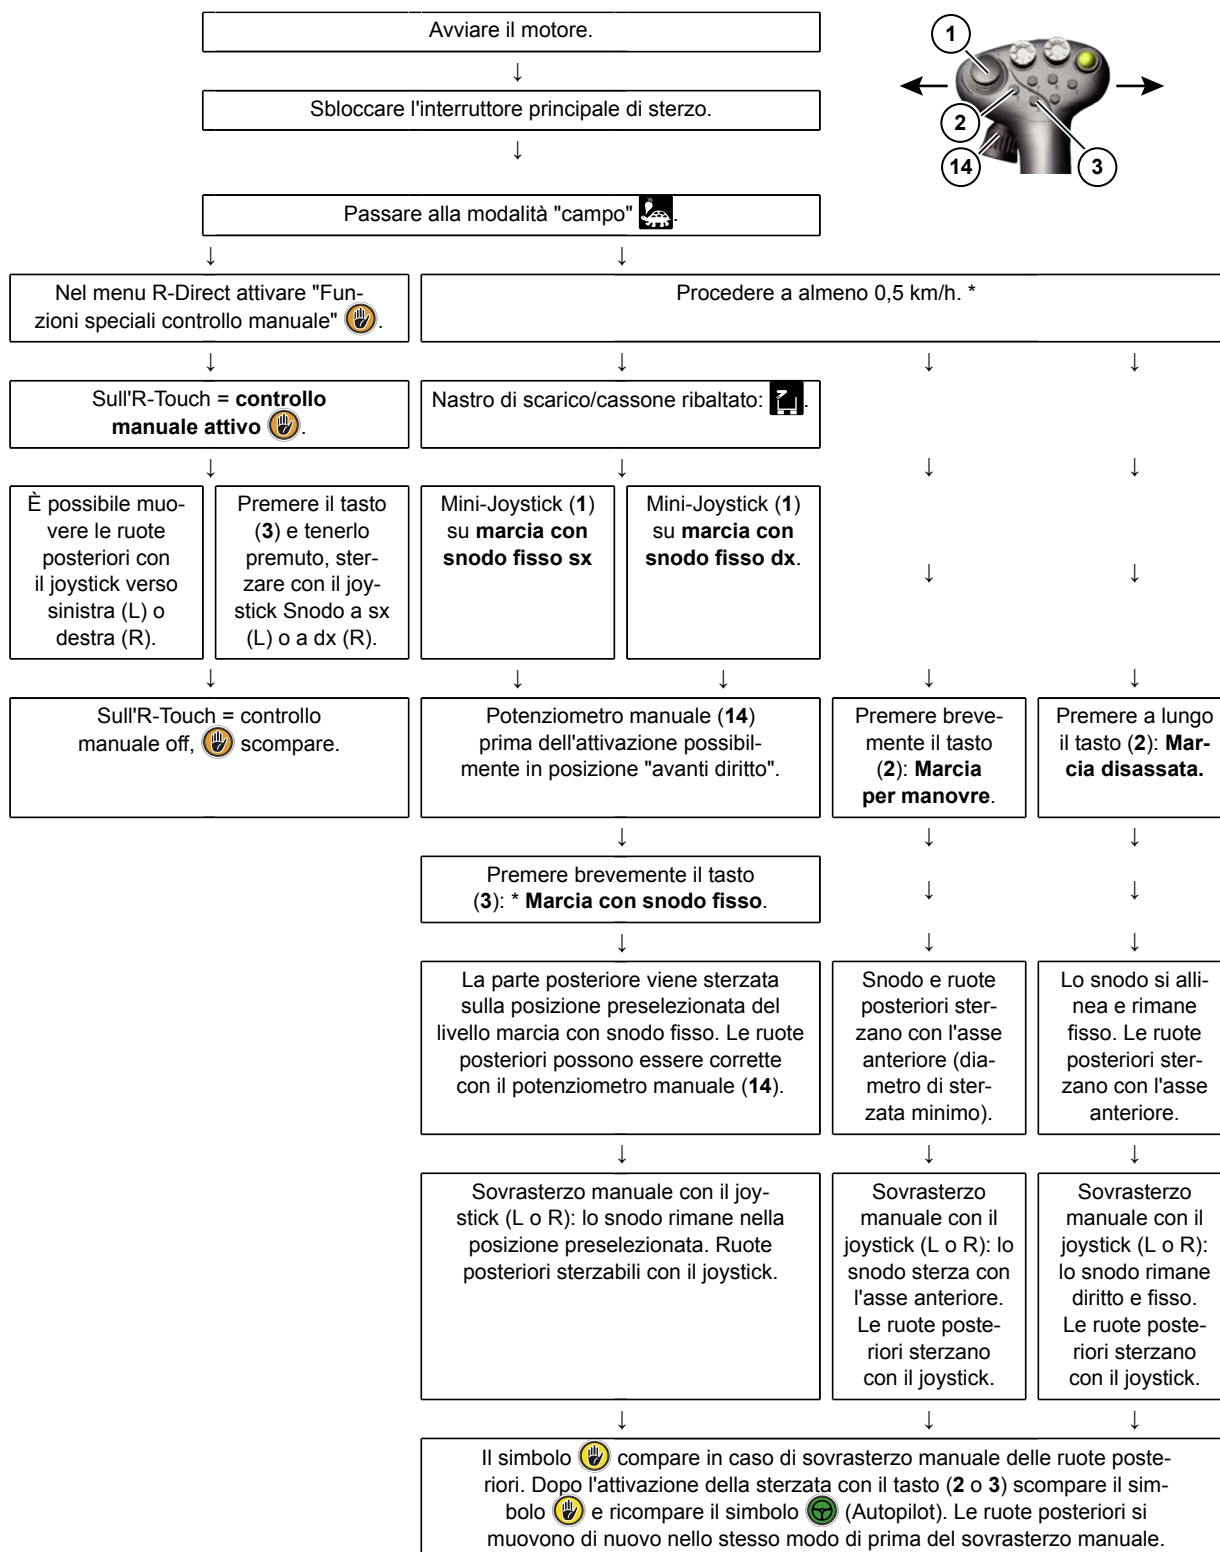 Avviare il motore.
1
↓
Sbloccare l'interruttore principale di sterzo.
2
↓
14
3
Passare alla modalità "campo" .
↓ ↓
Nel menu R-Direct attivare "Fun-
zioni speciali controllo manuale" .
Procedere a almeno 0,5 km/h. *
↓ ↓ ↓ ↓
Sull'R-Touch = controllo
manuale attivo .
Nastro di scarico/cassone ribaltato: .
↓ ↓ ↓ ↓
È possibile muo-
vere le ruote
posteriori con
il joystick verso
sinistra (L) o
destra (R).
Premere il tasto
(3) e tenerlo
premuto, ster-
zare con il joy-
stick Snodo a sx
(L) o a dx (R).
Mini-Joystick (1)
su marcia con
snodo fisso sx
Mini-Joystick (1)
su marcia con
snodo fisso dx.
↓ ↓
↓ ↓ ↓ ↓ ↓
Sull'R-Touch = controllo
manuale off, scompare.
Potenziometro manuale (14)
prima dell'attivazione possibil-
mente in posizione "avanti diritto".
Premere breve-
mente il tasto
(2): Marcia
per manovre.
Premere a lungo
il tasto (2): Mar-
cia disassata.
↓ ↓ ↓
Premere brevemente il tasto
(3): * Marcia con snodo fisso.
↓ ↓
↓ ↓ ↓
La parte posteriore viene sterzata
sulla posizione preselezionata del
livello marcia con snodo fisso. Le ruote
posteriori possono essere corrette
con il potenziometro manuale (14).
Snodo e ruote
posteriori ster-
zano con l'asse
anteriore (dia-
metro di ster-
zata minimo).
Lo snodo si alli-
nea e rimane
fisso. Le ruote
posteriori ster-
zano con l'asse
anteriore.
↓ ↓ ↓
Sovrasterzo manuale con il joy-
stick (L o R): lo snodo rimane nella
posizione preselezionata. Ruote
posteriori sterzabili con il joystick.
Sovrasterzo
manuale con il
joystick (L o R): lo
snodo sterza con
l'asse anteriore.
Le ruote poste-
riori sterzano
con il joystick.
Sovrasterzo
manuale con il
joystick (L o R):
lo snodo rimane
diritto e fisso.
Le ruote poste-
riori sterzano
con il joystick.
↓ ↓ ↓
Il simbolo compare in caso di sovrasterzo manuale delle ruote poste-
riori. Dopo l'attivazione della sterzata con il tasto (2 o 3) scompare il sim-
bolo e ricompare il simbolo (Autopilot). Le ruote posteriori si
muovono di nuovo nello stesso modo di prima del sovrasterzo manuale.